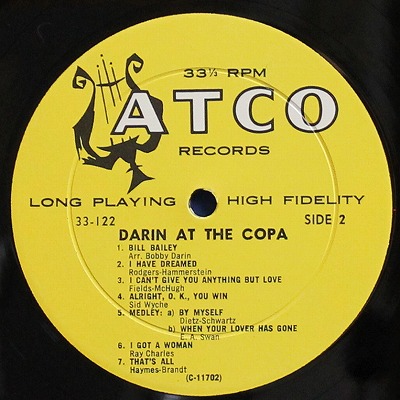 33⅓ RPM
ATCO
RECORDS
LONG PLAYING HIGH FIDELITY
33-122 SIDE 2
DARIN AT THE COPA
1. BILL BAILEY
Arr. Bobby Darin
2. I HAVE DREAMED
Rodgers-Hammerstein
3. I CAN'T GIVE YOU ANYTHING BUT LOVE
Fields-McHugh
4. ALRIGHT, O. K., YOU WIN
Sid Wyche
5. MEDLEY: a) BY MYSELF
Dietz-Schwartz
b) WHEN YOUR LOVER HAS GONE
E. A. Swan
6. I GOT A WOMAN
Ray Charles
7. THAT'S ALL
Haymes-Brandt
(C-11702)